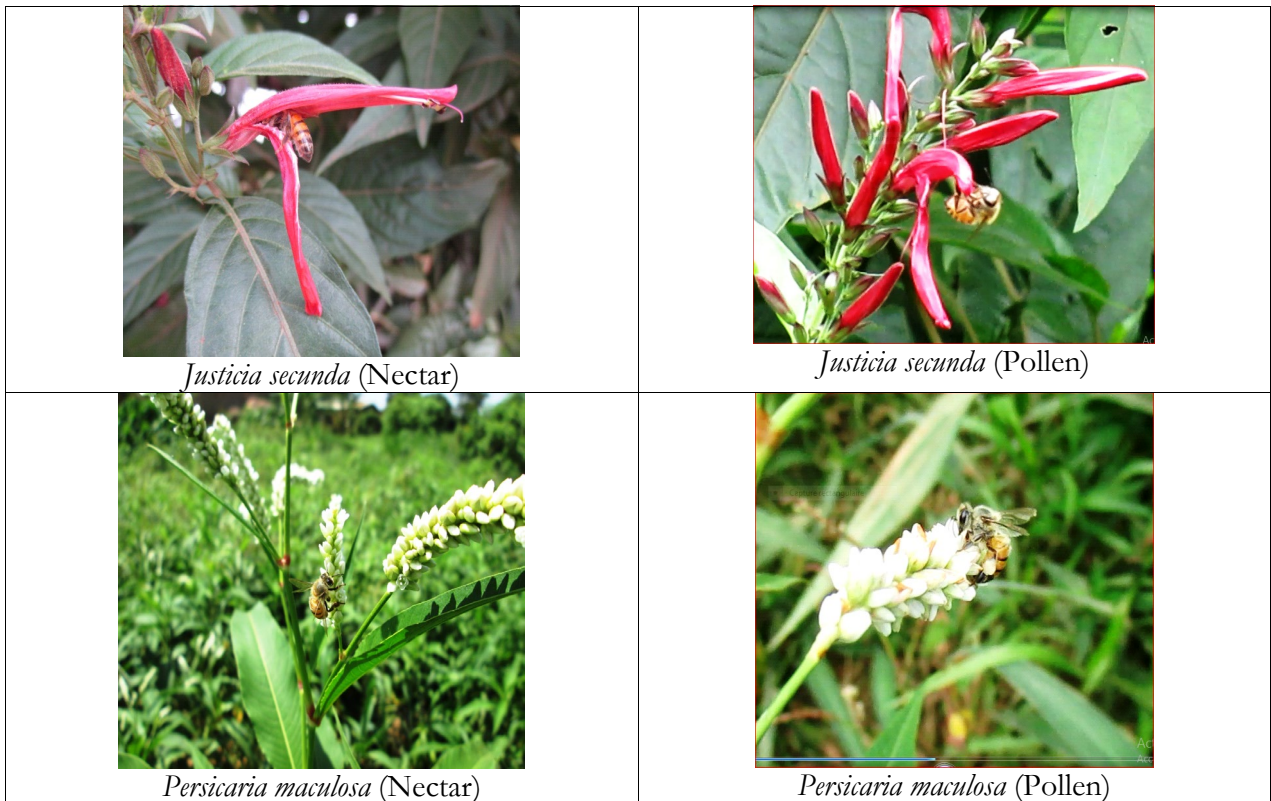 Justicia secunda (Nectar)
Justicia secunda (Pollen)
Persicaria maculosa (Nectar)
Persicaria maculosa (Pollen)